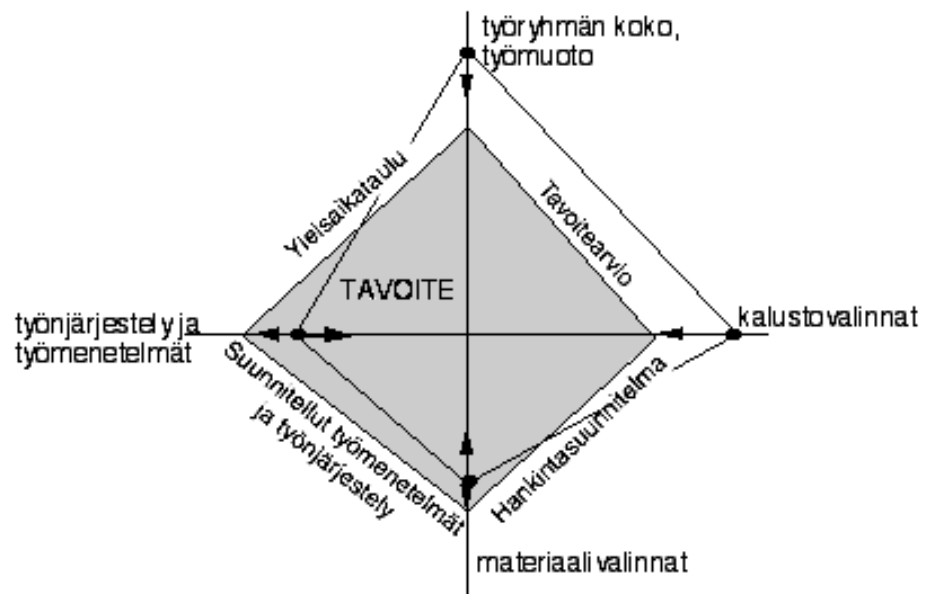 työryhmän koko,
työmuoto
Yleisaikataulu
Tavoitearvio
TAVOITE
työnjärjestely ja
työmenetelmät
kalustovalinnat
Suunnitellut työmenetelmät
ja työnjärjestely
Hankintasuunnitelma
materiaalivalinnat